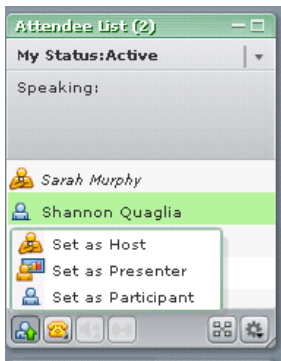 Attendee List (2)
My Status:Active
Speaking:
Sarah Murphy
Shannon Quaglia
Set as Host
Set as Presenter
Set as Participant